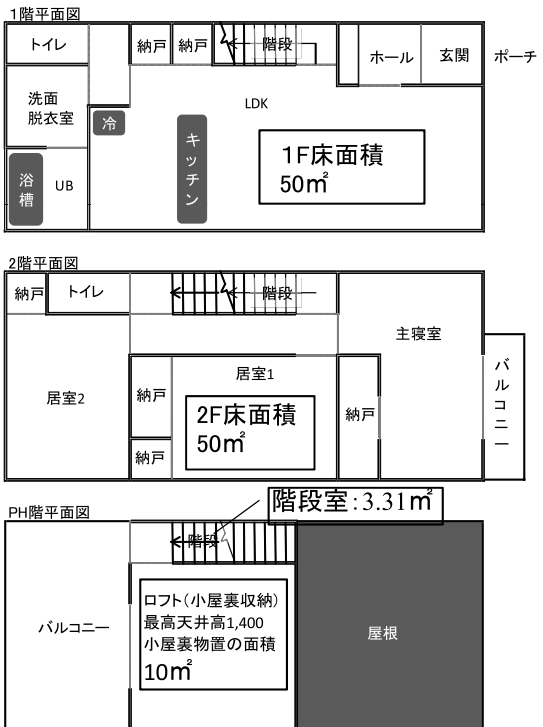 1階平面図
トイレ
納戸
納戸
階段
ホール
玄関
ポーチ
洗面
脱衣室
冷
LDK
キッチン
1F床面積
50㎡
浴槽
UB
2階平面図
納戸
トイレ
階段
主寝室
バルコニー
居室2
納戸
居室1
2F床面積
50㎡
納戸
納戸
階段室:3.31㎡
PH階平面図
階段
バルコニー
ロフト(小屋裏収納)
最高天井高1,400
小屋裏物置の面積
10㎡
屋根